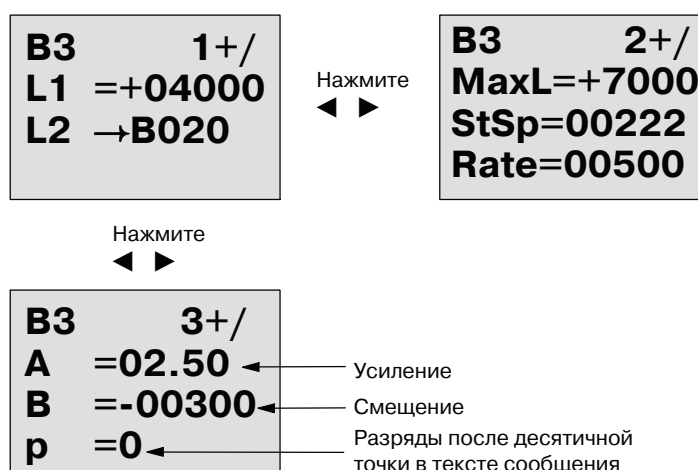 B3 1+/
L1 =+04000
L2 →B020
Нажмите
◀ ▶
B3 2+/
MaxL=+7000
StSp=00222
Rate=00500
Нажмите
◀ ▶
B3 3+/
A =02.50
Усиление
B =-00300
Смещение
p =0
Разряды после десятичной
точки в тексте сообщения